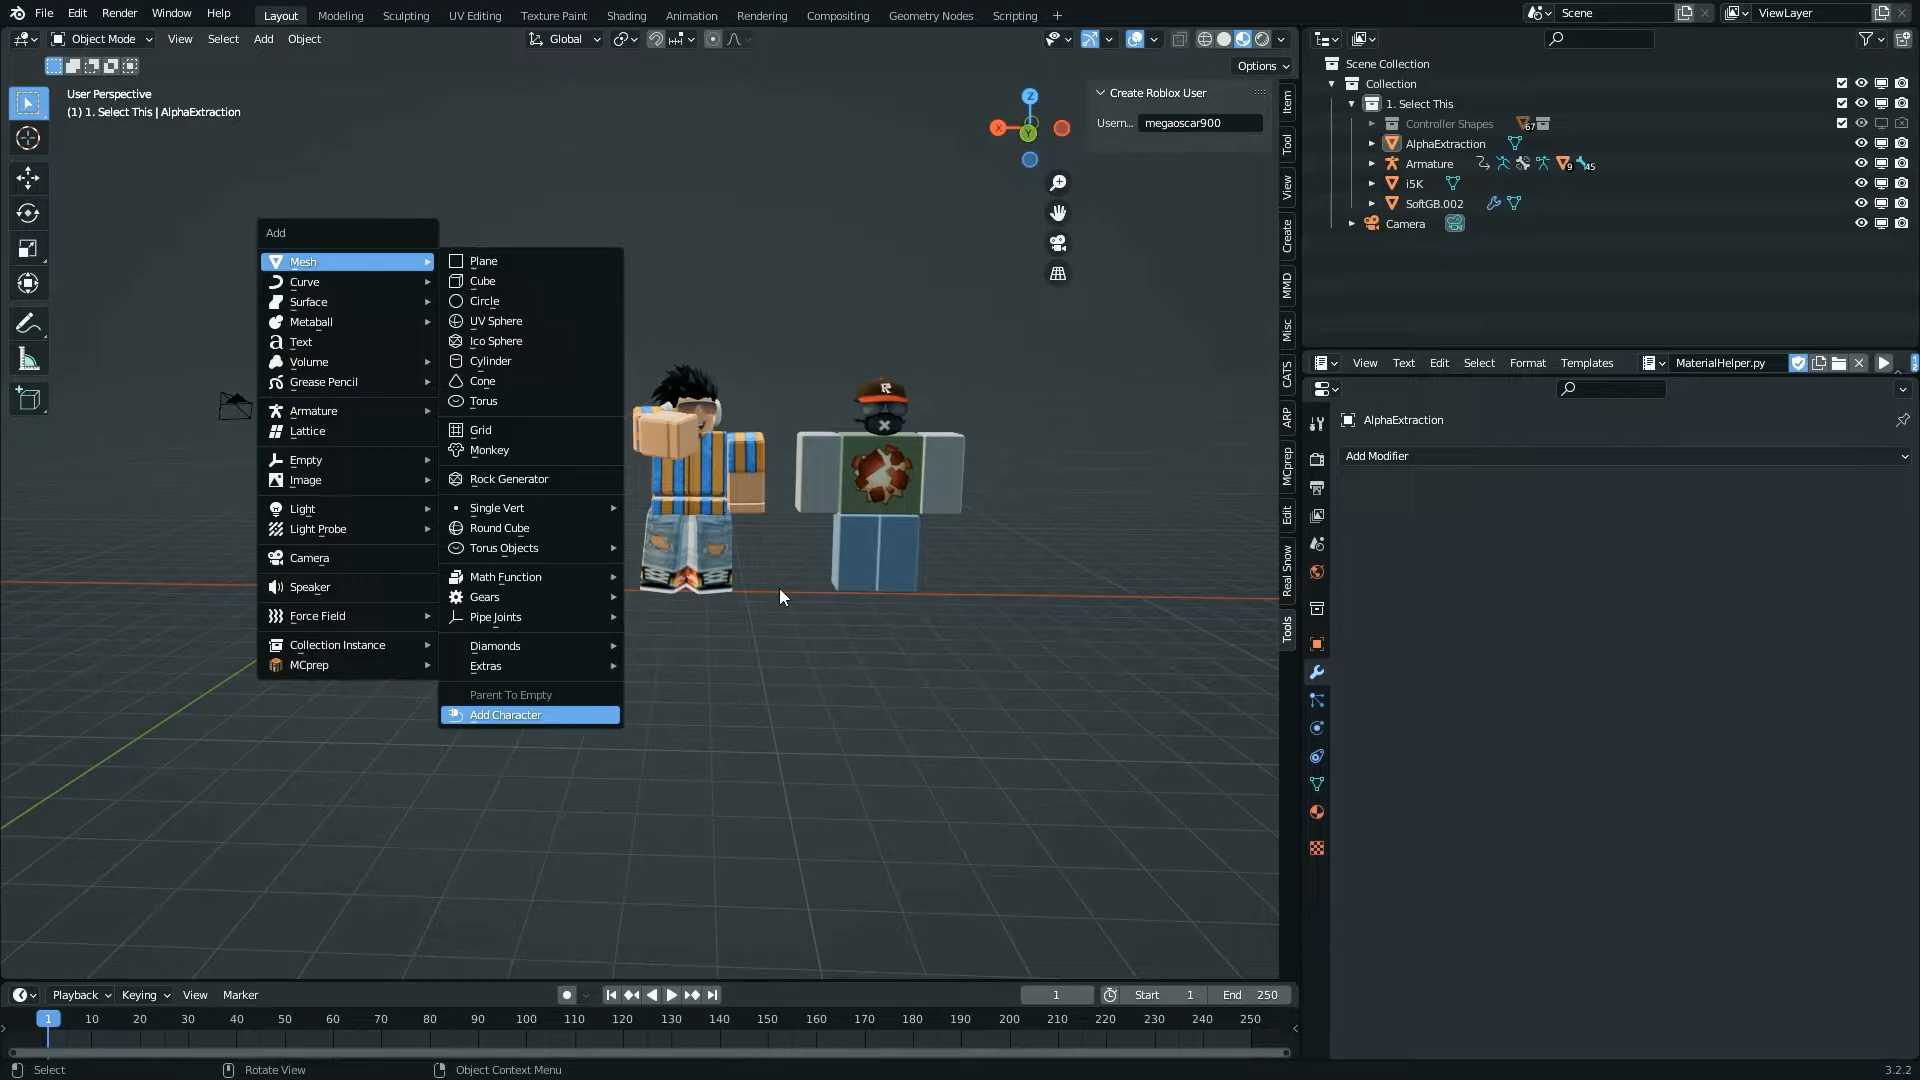 File Edit Render Window Help Layout Modeling Sculpting UV Editing Texture Paint Shading Animation Rendering Compositing Geometry Nodes Scripting + Scene ViewLayer
Object Mode View Select Add Object Global
Options
User Perspective
(1) 1. Select This | AlphaExtraction
Create Roblox User
Usern... megaoscar900
Z
X
Y
Item
Tool
View
Create
MMD
Misc
CATS
ARP
MCprep
Edit
Real Snow
Tools
Add
Mesh
Curve
Surface
Metaball
Text
Volume
Grease Pencil
Armature
Lattice
Empty
Image
Light
Light Probe
Camera
Speaker
Force Field
Collection Instance
MCprep
Plane
Cube
Circle
UV Sphere
Ico Sphere
Cylinder
Cone
Torus
Grid
Monkey
Rock Generator
Single Vert
Round Cube
Torus Objects
Math Function
Gears
Pipe Joints
Diamonds
Extras
Parent To Empty
Add Character
Scene Collection
Collection
1. Select This
Controller Shapes 67
AlphaExtraction
Armature 9 45
i5K
SoftGB.002
Camera
View Text Edit Select Format Templates MaterialHelper.py
AlphaExtraction
Add Modifier
Playback Keying View Marker 1 Start 1 End 250
1 10 20 30 40 50 60 70 80 90 100 110 120 130 140 150 160 170 180 190 200 210 220 230 240 250
Select Rotate View Object Context Menu 3.2.2